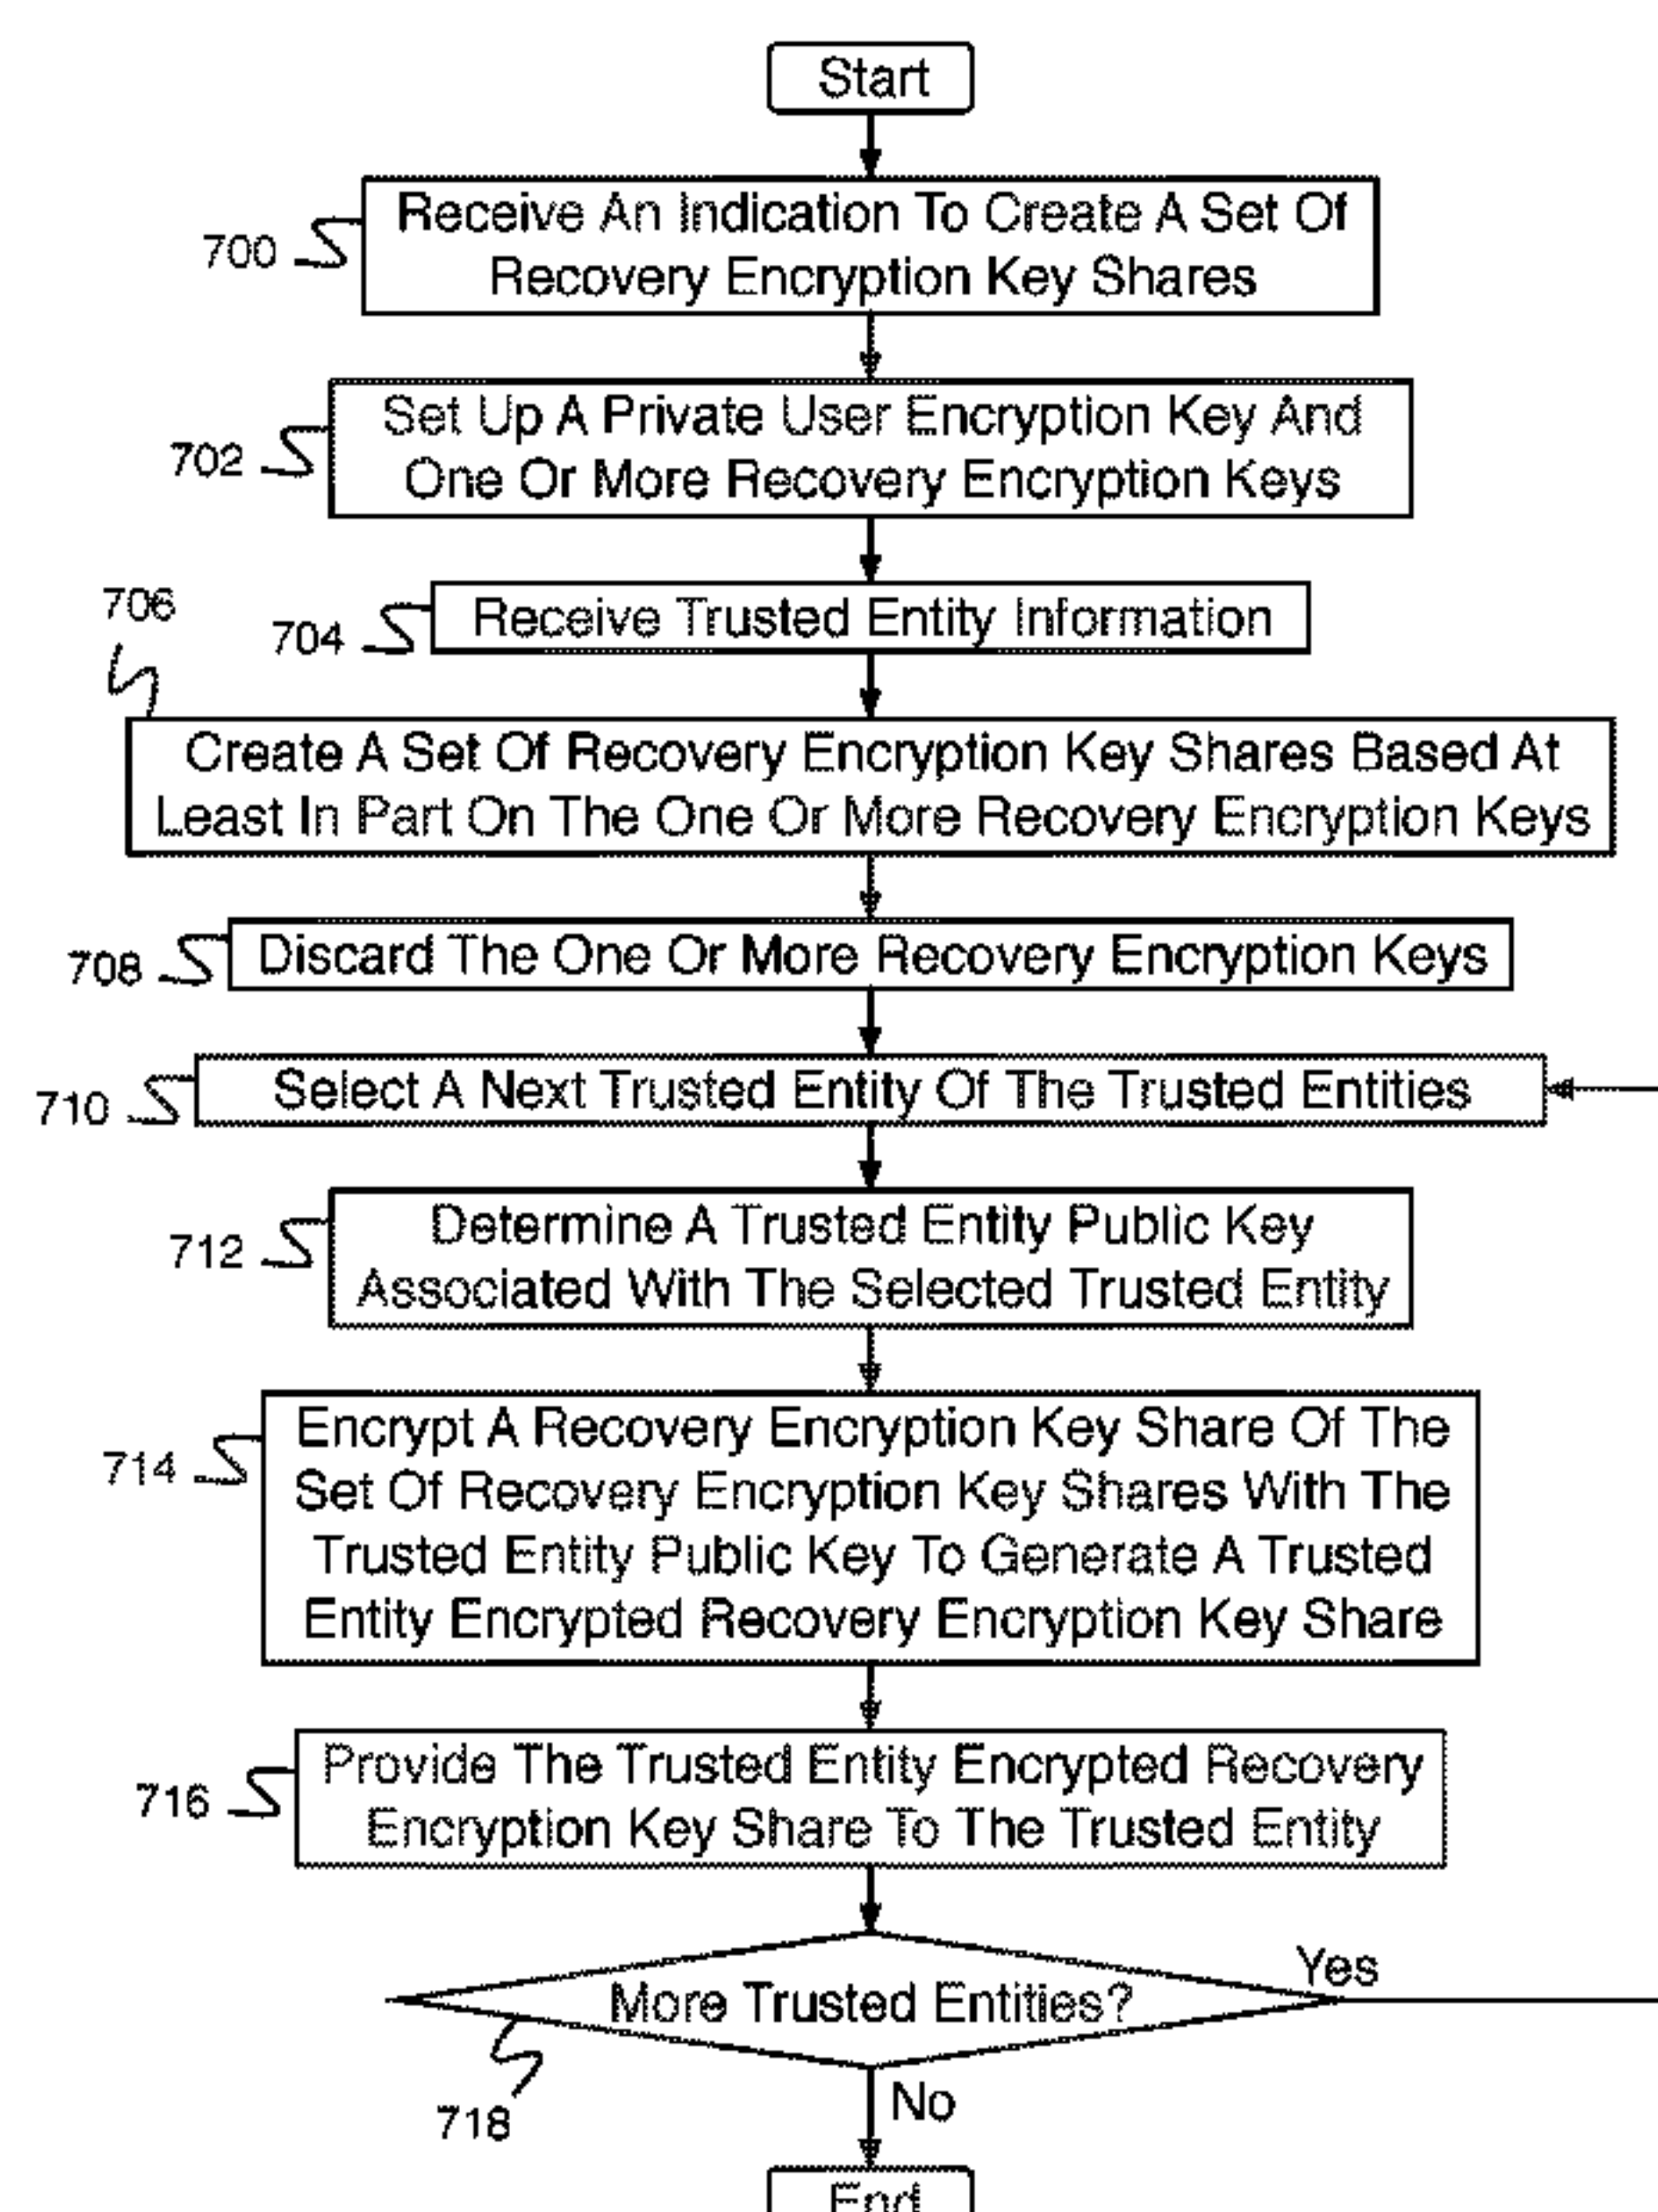 Start
700
Receive An Indication To Create A Set Of
Recovery Encryption Key Shares
702
Set Up A Private User Encryption Key And
One Or More Recovery Encryption Keys
706
704
Receive Trusted Entity Information
Create A Set Of Recovery Encryption Key Shares Based At
Least In Part On The One Or More Recovery Encryption Keys
708
Discard The One Or More Recovery Encryption Keys
710
Select A Next Trusted Entity Of The Trusted Entities
712
Determine A Trusted Entity Public Key
Associated With The Selected Trusted Entity
714
Encrypt A Recovery Encryption Key Share Of The
Set Of Recovery Encryption Key Shares With The
Trusted Entity Public Key To Generate A Trusted
Entity Encrypted Recovery Encryption Key Share
716
Provide The Trusted Entity Encrypted Recovery
Encryption Key Share To The Trusted Entity
More Trusted Entities?
Yes
718
No
End